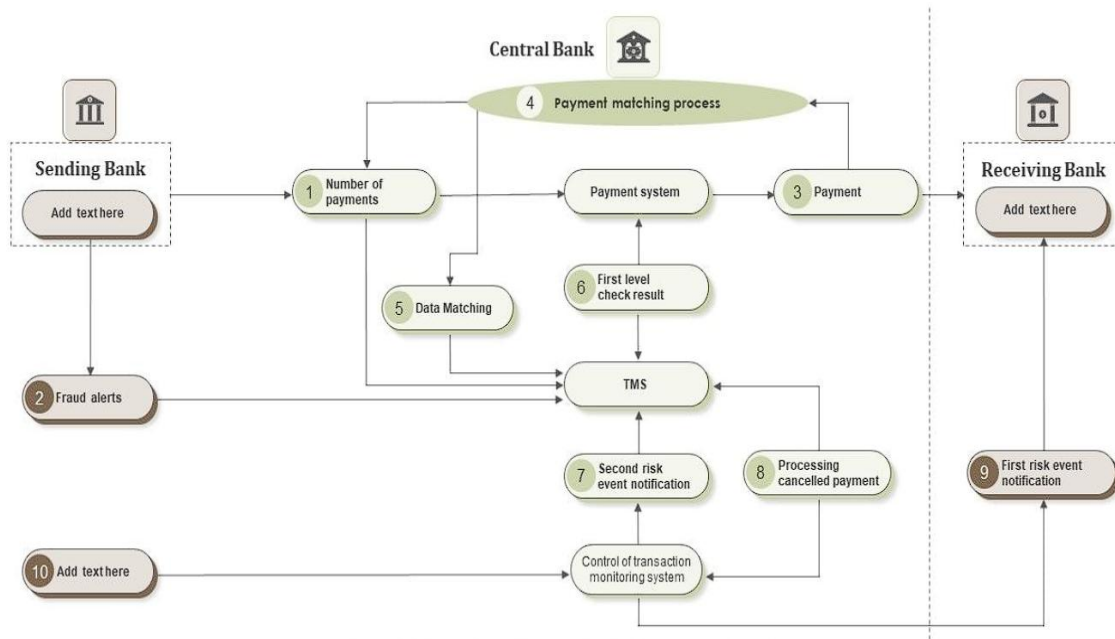 Central Bank
4 Payment matching process
Sending Bank
Add text here
1 Number of
payments
Payment system
3 Payment
Receiving Bank
Add text here
5 Data Matching
6 First level
check result
2 Fraud alerts
TMS
7 Second risk
event notification
8 Processing
cancelled payment
9 First risk event
notification
10 Add text here
Control of transaction
monitoring system